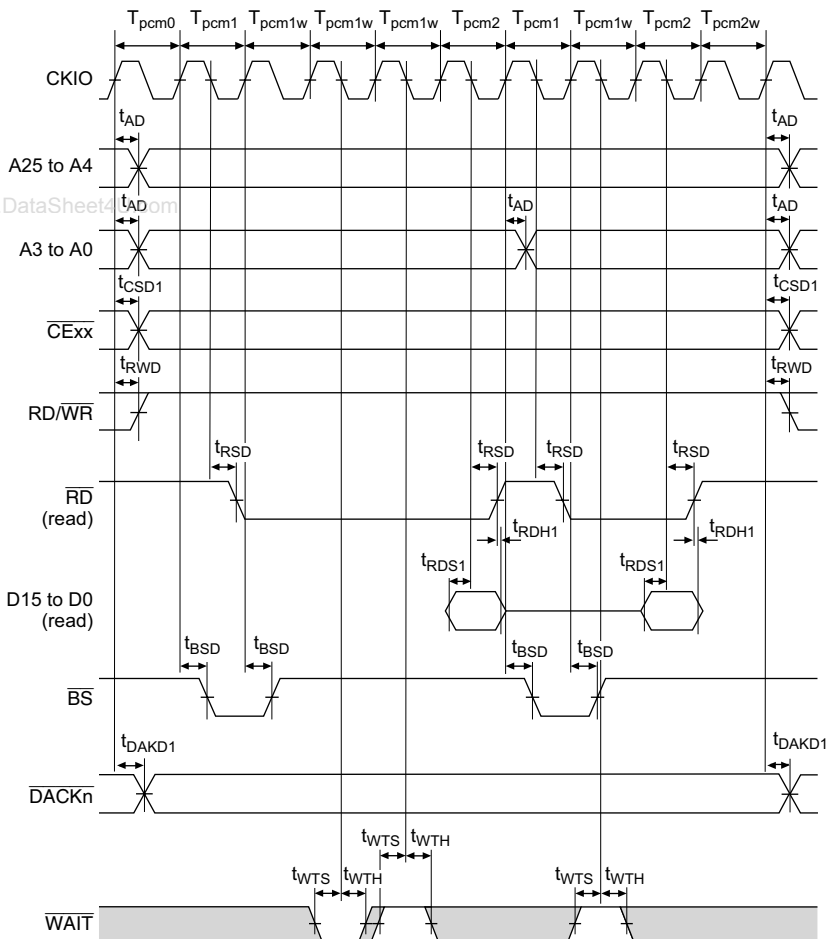 Tpcm0 Tpcm1 Tpcm1w Tpcm1w Tpcm1w Tpcm2 Tpcm1 Tpcm1w Tpcm2 Tpcm2w
CKIO
tAD tAD
A25 to A4
DataSheet4U.com
tAD tAD tAD
A3 to A0
tCSD1 tCSD1
CExx
tRWD tRWD
RD/WR
tRSD tRSD tRSD tRSD
RD
(read)
tRDH1 tRDH1
tRDS1 tRDS1
D15 to D0
(read)
tBSD tBSD tBSD tBSD
BS
tDAKD1 tDAKD1
DACKn
tWTS tWTH
tWTS tWTH tWTS tWTH
WAIT